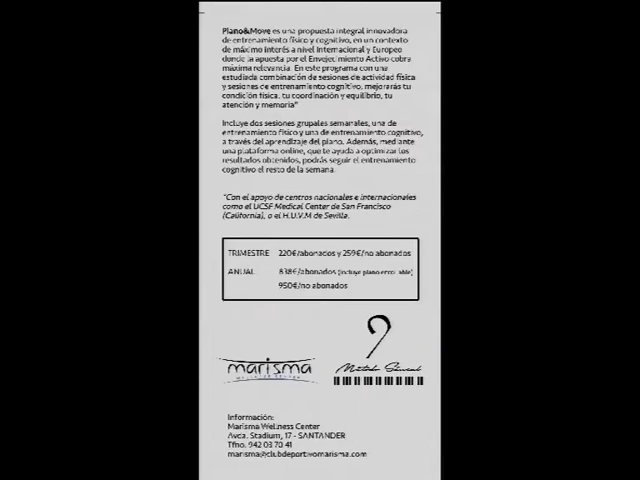 Piano&Move es una propuesta integral innovadora
de entrenamiento físico y cognitivo, en un contexto
de máximo interés a nivel Internacional y Europeo
donde la apuesta por el Envejecimiento Activo cobra
máxima relevancia. En este programa con una
estudiada combinación de sesiones de actividad física
y sesiones de entrenamiento cognitivo, mejorarás tu
condición física, tu coordinación y equilibrio, tu
atención y memoria*
Incluye dos sesiones grupales semanales, una de
entrenamiento físico y una de entrenamiento cognitivo,
a través del aprendizaje del piano. Además, mediante
una plataforma online, que te ayuda a optimizar los
resultados obtenidos, podrás seguir el entrenamiento
cognitivo el resto de la semana.
*Con el apoyo de centros nacionales e internacionales
como el UCSF Medical Center de San Francisco
(California), o el H.U.V.M de Sevilla.
TRIMESTRE 220€/abonados y 259€/no abonados
ANUAL 838€/abonados (incluye piano enrollable)
950€/no abonados
marisma
Información:
Marisma Wellness Center
Avda. Stadium, 17 - SANTANDER
Tfno. 942 03 70 41
marisma@clubdeportivomarisma.com